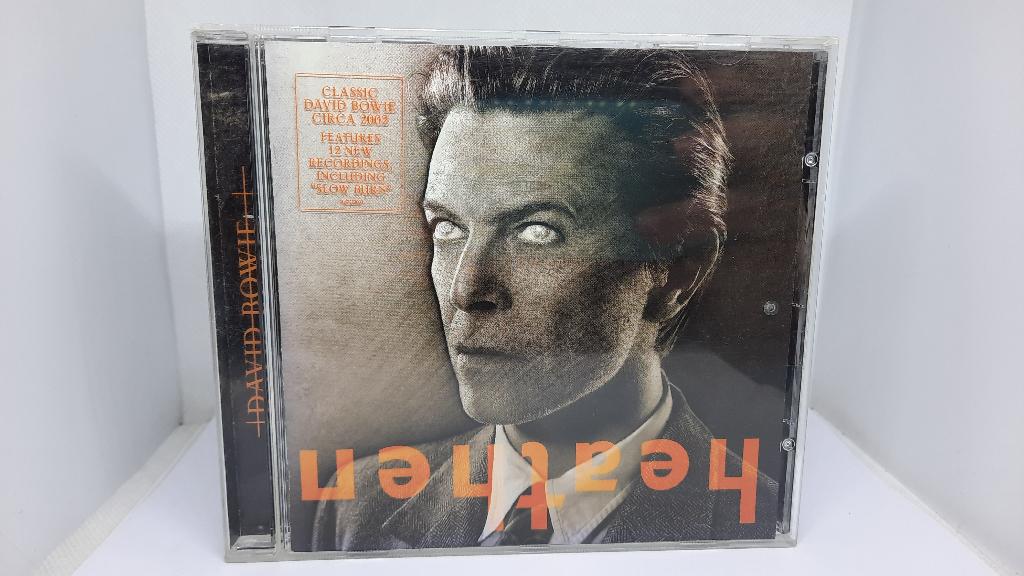 CLASSIC
DAVID BOWIE
CIRCA 2002
FEATURES
12 NEW
RECORDINGS,
INCLUDING
"SLOW BURN"
DAVID BOWIE
heathen